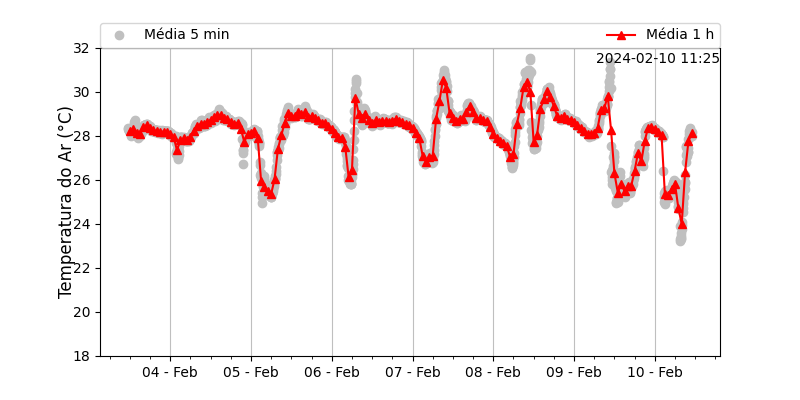 Média 5 min
Média 1 h
2024-02-10 11:25
Temperatura do Ar (°C)
32
30
28
26
24
22
20
18
04 - Feb
05 - Feb
06 - Feb
07 - Feb
08 - Feb
09 - Feb
10 - Feb